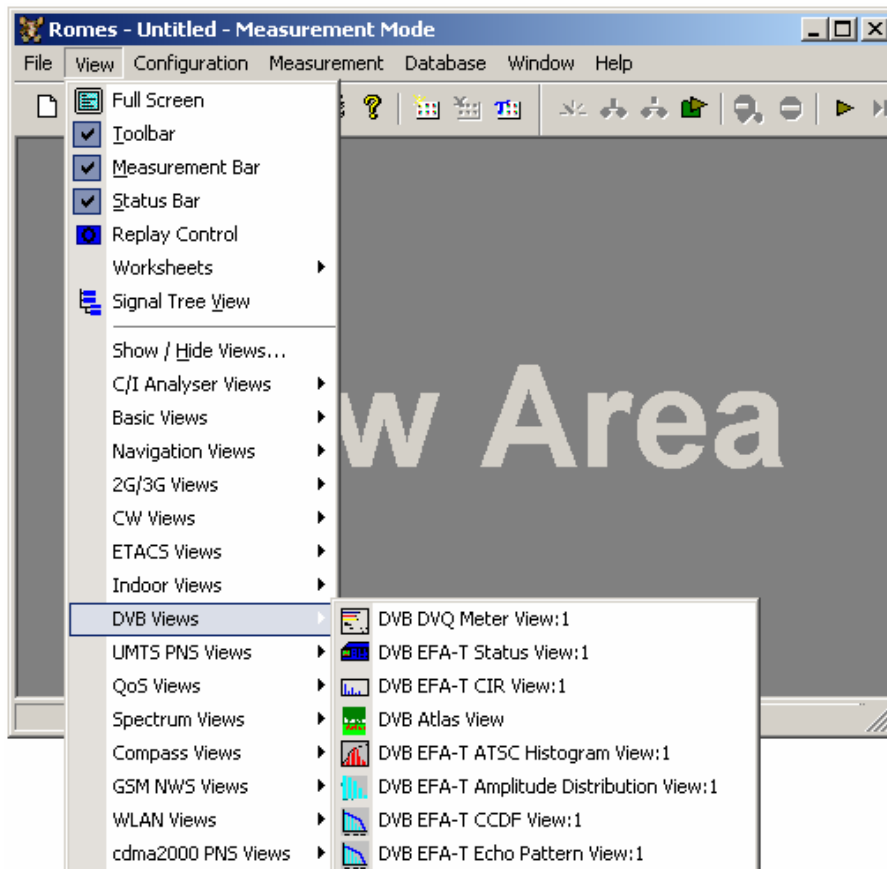 Romes - Untitled - Measurement Mode
File View Configuration Measurement Database Window Help
Full Screen
Toolbar
Measurement Bar
Status Bar
Replay Control
Worksheets
Signal Tree View
Show / Hide Views...
C/I Analyser Views
Basic Views
Navigation Views
2G/3G Views
CW Views
ETACS Views
Indoor Views
DVB Views
UMTS PNS Views
QoS Views
Spectrum Views
Compass Views
GSM NWS Views
WLAN Views
cdma2000 PNS Views
w Area
DVB DVQ Meter View:1
DVB EFA-T Status View:1
DVB EFA-T CIR View:1
DVB Atlas View
DVB EFA-T ATSC Histogram View:1
DVB EFA-T Amplitude Distribution View:1
DVB EFA-T CCDF View:1
DVB EFA-T Echo Pattern View:1